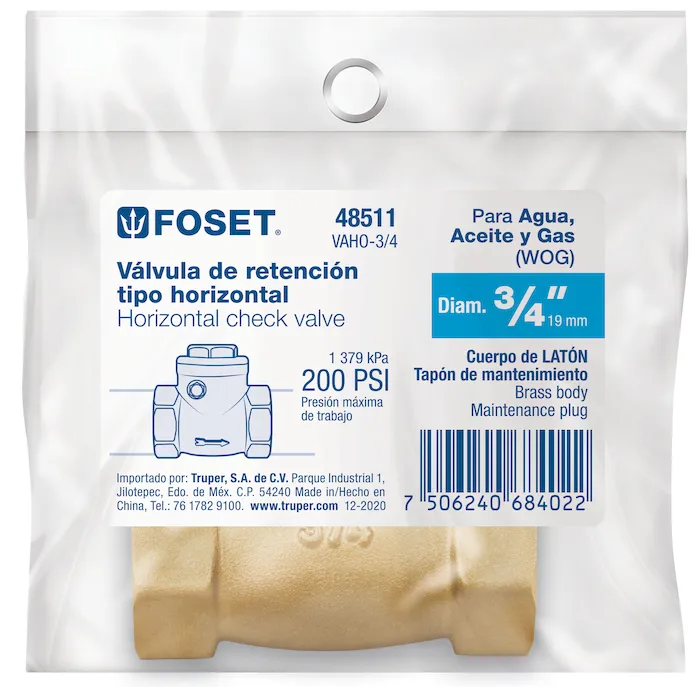 FOSET®
48511
VAHO-3/4
Válvula de retención
tipo horizontal
Horizontal check valve
1 379 kPa
200 PSI
Presión máxima
de trabajo
Para Agua,
Aceite y Gas
(WOG)
Diam. 3/4" 19 mm
Cuerpo de LATÓN
Tapón de mantenimiento
Brass body
Maintenance plug
Importado por: Truper, S.A. de C.V. Parque Industrial 1,
Jilotepec, Edo. de Méx. C.P. 54240 Made in/Hecho en
China, Tel.: 76 1782 9100. www.truper.com 12-2020
7 506240 684022
3/4